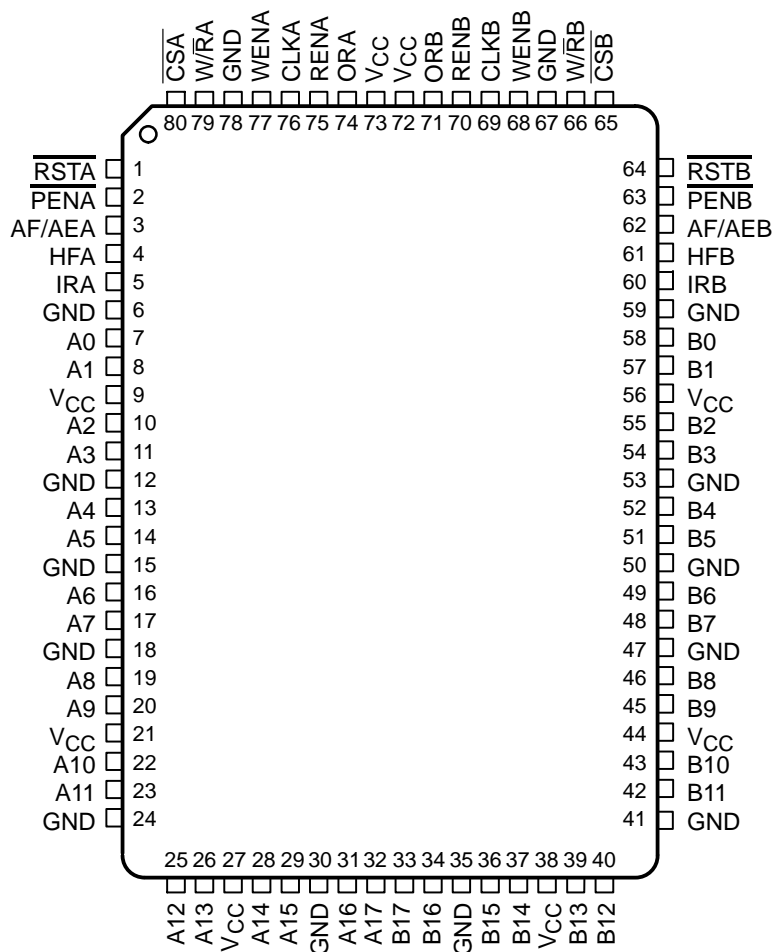 CSA W/RA GND WENA CLKA RENA ORA VCC VCC ORB RENB CLKB WENB GND W/RB CSB
80 79 78 77 76 75 74 73 72 71 70 69 68 67 66 65
RSTA 1 64 RSTB
PENA 2 63 PENB
AF/AEA 3 62 AF/AEB
HFA 4 61 HFB
IRA 5 60 IRB
GND 6 59 GND
A0 7 58 B0
A1 8 57 B1
VCC 9 56 VCC
A2 10 55 B2
A3 11 54 B3
GND 12 53 GND
A4 13 52 B4
A5 14 51 B5
GND 15 50 GND
A6 16 49 B6
A7 17 48 B7
GND 18 47 GND
A8 19 46 B8
A9 20 45 B9
VCC 21 44 VCC
A10 22 43 B10
A11 23 42 B11
GND 24 41 GND
25 26 27 28 29 30 31 32 33 34 35 36 37 38 39 40
A12 A13 VCC A14 A15 GND A16 A17 B17 B16 GND B15 B14 VCC B13 B12